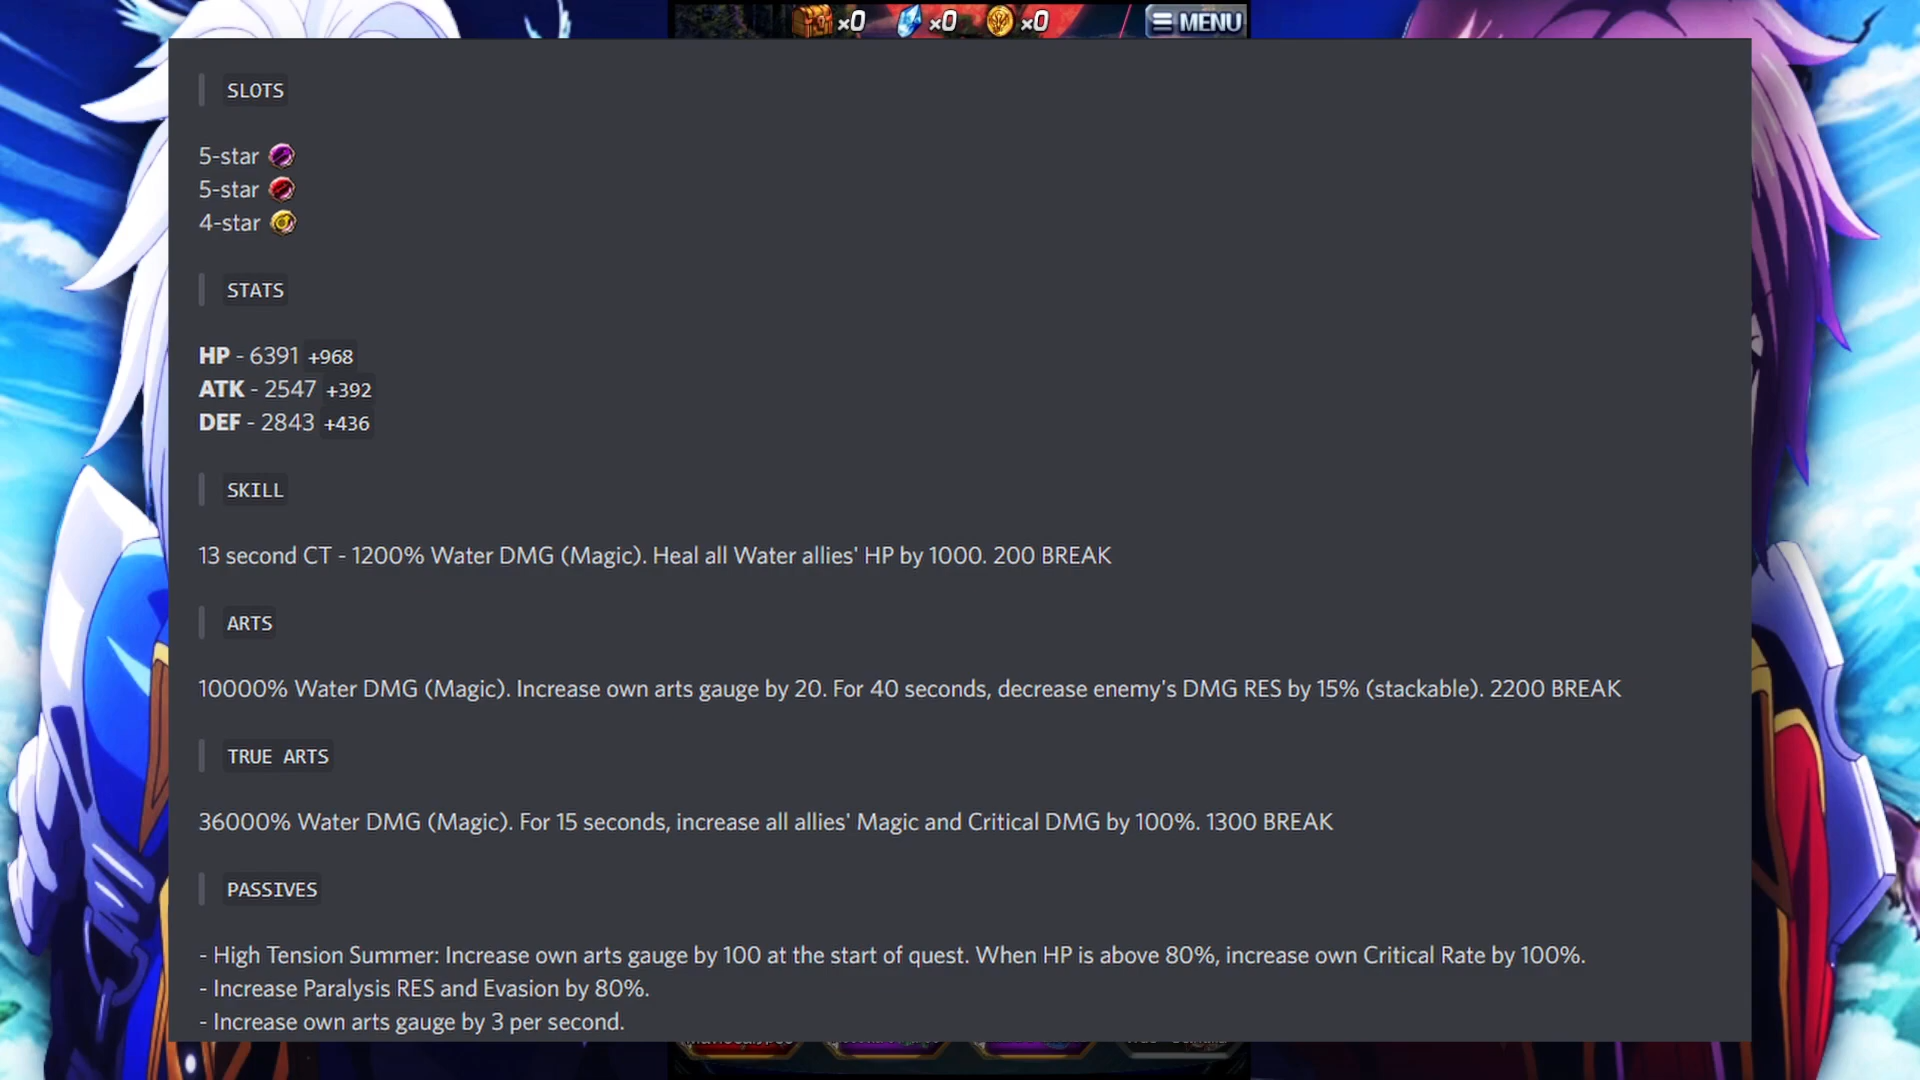 x0 x0 x0 MENU
SLOTS
5-star
5-star
4-star
STATS
HP - 6391 +968
ATK - 2547 +392
DEF - 2843 +436
SKILL
13 second CT - 1200% Water DMG (Magic). Heal all Water allies' HP by 1000. 200 BREAK
ARTS
10000% Water DMG (Magic). Increase own arts gauge by 20. For 40 seconds, decrease enemy's DMG RES by 15% (stackable). 2200 BREAK
TRUE ARTS
36000% Water DMG (Magic). For 15 seconds, increase all allies' Magic and Critical DMG by 100%. 1300 BREAK
PASSIVES
- High Tension Summer: Increase own arts gauge by 100 at the start of quest. When HP is above 80%, increase own Critical Rate by 100%.
- Increase Paralysis RES and Evasion by 80%.
- Increase own arts gauge by 3 per second.